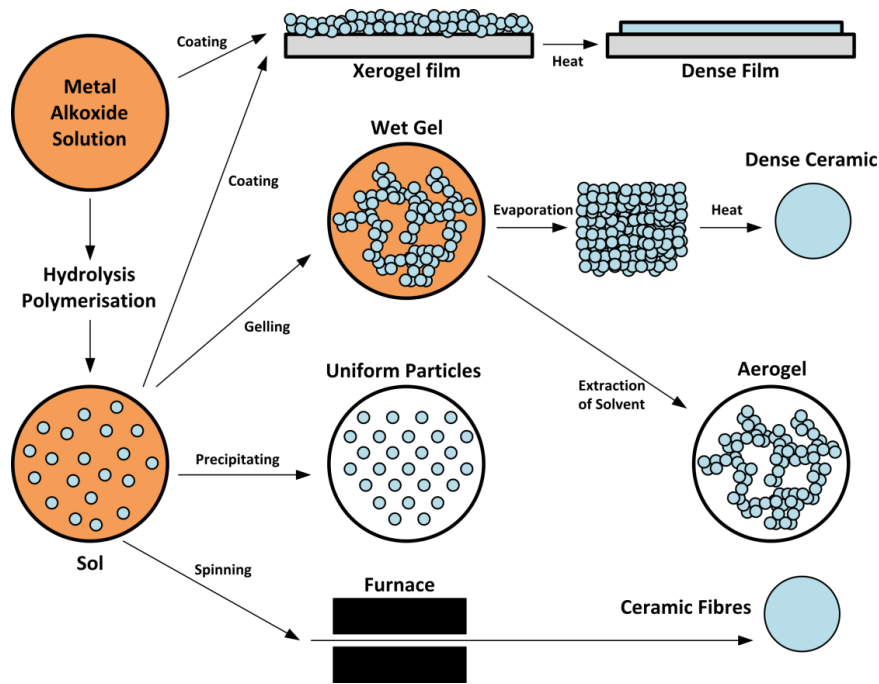 Metal
Alkoxide
Solution
Coating
Xerogel film
Heat
Dense Film
Hydrolysis
Polymerisation
Coating
Wet Gel
Evaporation
Heat
Dense Ceramic
Gelling
Extraction
of Solvent
Aerogel
Uniform Particles
Precipitating
Sol
Spinning
Furnace
Ceramic Fibres